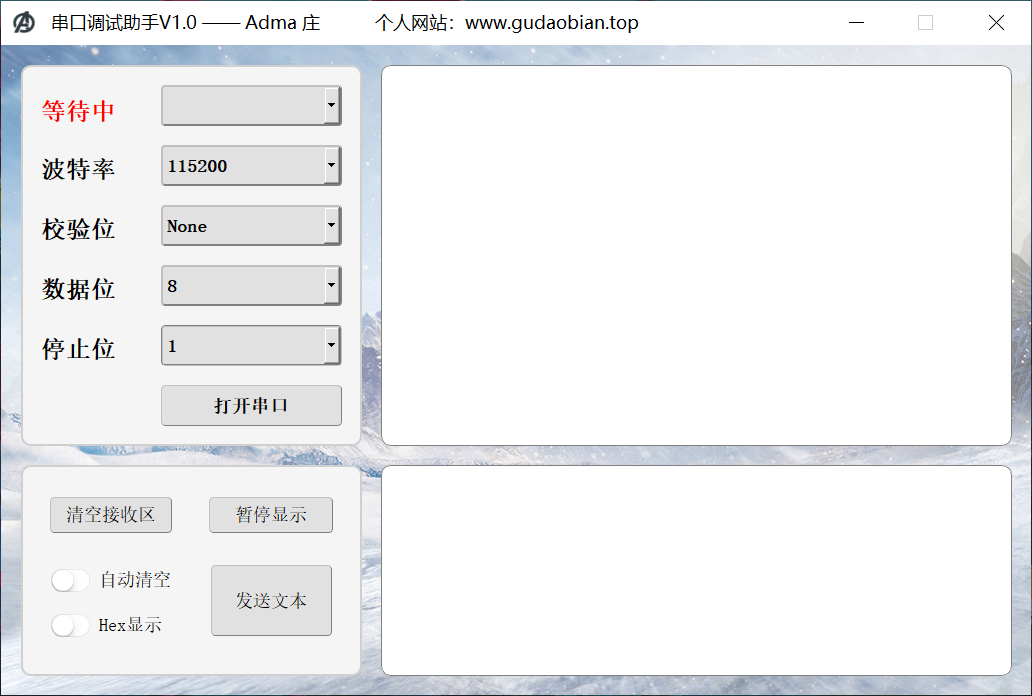 串口调试助手V1.0 —— Adma 庄 个人网站：www.gudaobian.top
等待中
波特率 115200
校验位 None
数据位 8
停止位 1
打开串口
清空接收区 暂停显示
自动清空
发送文本
Hex显示